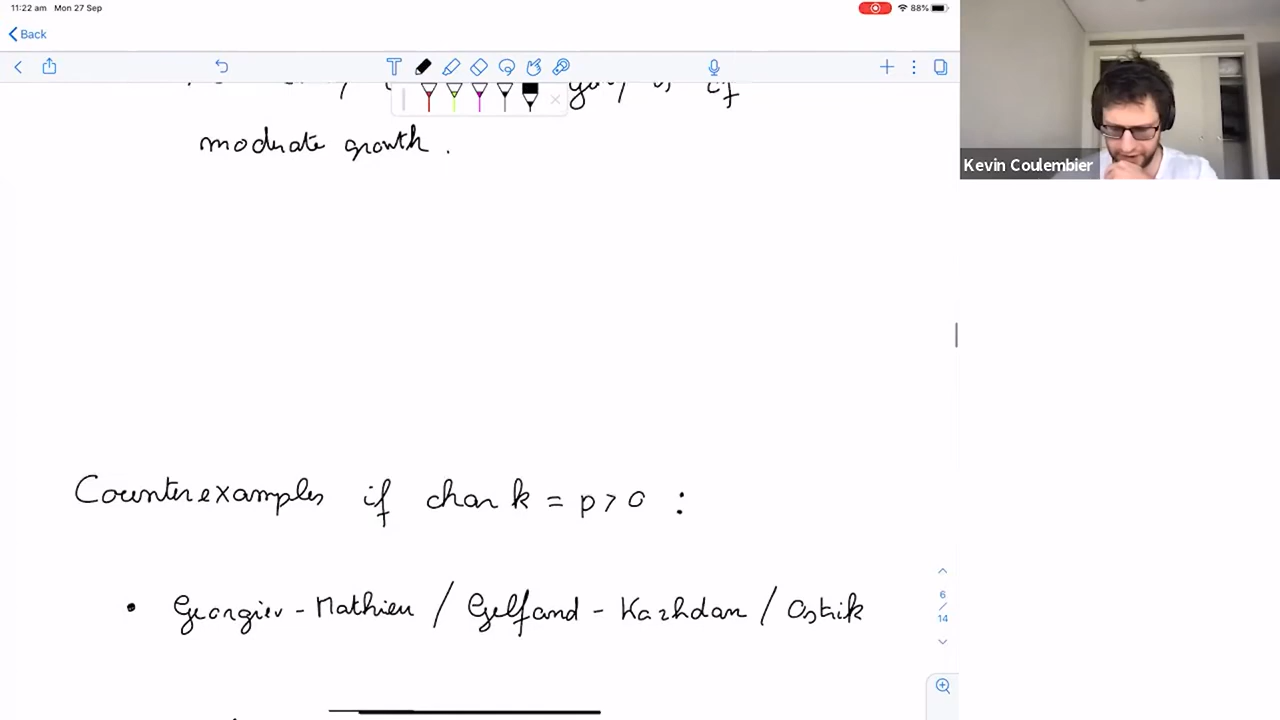 11:22 am Mon 27 Sep
88%
Back
T
if
moderate growth .
Kevin Coulembier
Counterexamples if char k = p > 0 :
• Georgiev - Mathieu / Gelfand - Kazhdan / Ostrik
6
/
14